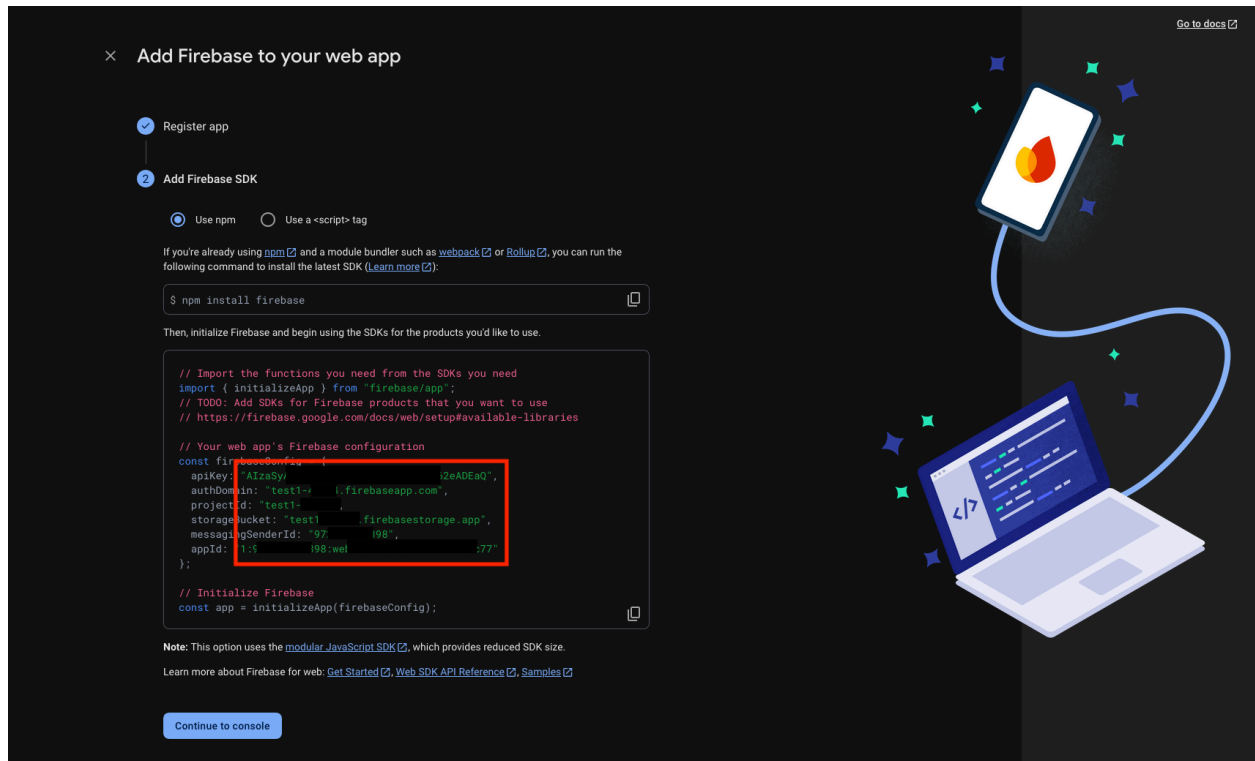 Go to docs
Add Firebase to your web app
Register app
2
Add Firebase SDK
Use npm
Use a <script> tag
If you're already using npm and a module bundler such as webpack or Rollup, you can run the
following command to install the latest SDK (Learn more):
$ npm install firebase
Then, initialize Firebase and begin using the SDKs for the products you'd like to use.
// Import the functions you need from the SDKs you need
import { initializeApp } from "firebase/app";
// TODO: Add SDKs for Firebase products that you want to use
// https://firebase.google.com/docs/web/setup#available-libraries
// Your web app's Firebase configuration
const firebaseConfig = {
apiKey: "AIzaSy 2eADEaQ",
authDomain: "test1- .firebaseapp.com",
projectId: "test1- ,
storageBucket: "test1 .firebasestorage.app",
messagingSenderId: "97 398",
appId: "1:9 398:web :77"
};
// Initialize Firebase
const app = initializeApp(firebaseConfig);
Note: This option uses the modular JavaScript SDK, which provides reduced SDK size.
Learn more about Firebase for web: Get Started, Web SDK API Reference, Samples
Continue to console
</>